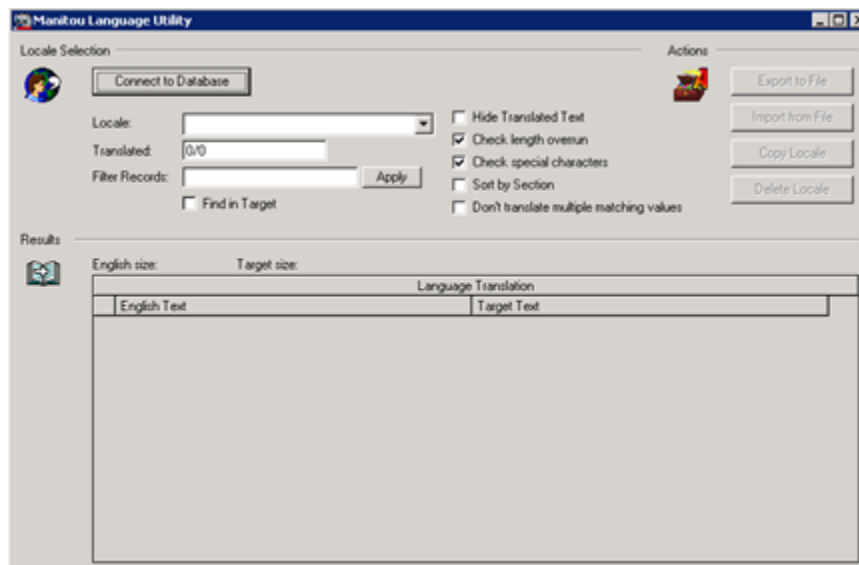 Manitou Language Utility
Locale Selection
Actions
Connect to Database
Export to File
Locale:
Hide Translated Text
Import from File
Translated:
0/0
Check length overrun
Filter Records:
Apply
Check special characters
Copy Locale
Find in Target
Sort by Section
Delete Locale
Don't translate multiple matching values
Results
English size:
Target size:
Language Translation
English Text
Target Text